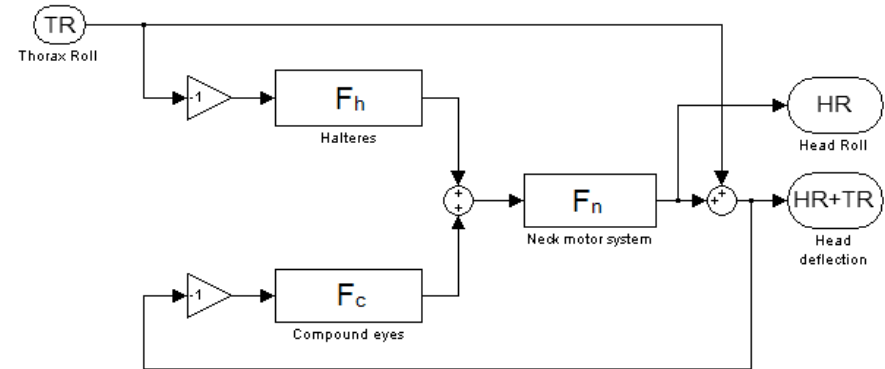 TR
Thorax Roll
-1
Fh
Halteres
HR
Head Roll
+
+
Fn
Neck motor system
+
+
HR+TR
Head
deflection
-1
Fc
Compound eyes